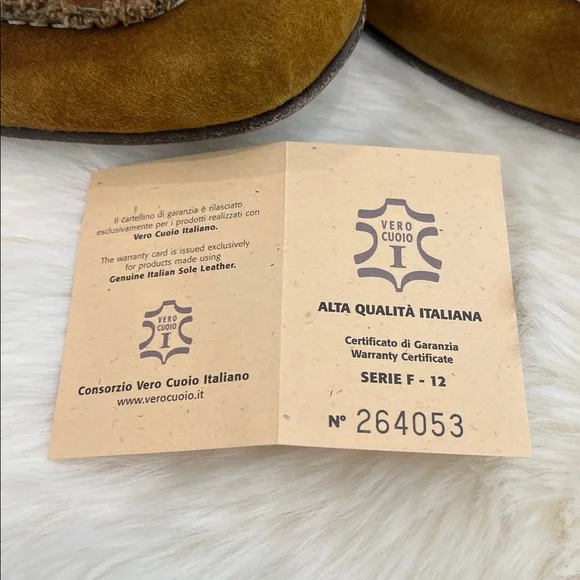 Il cartellino di garanzia è rilasciato
esclusivamente per i prodotti realizzati con
Vero Cuoio Italiano.
The warranty card is issued exclusively
for products made using
Genuine Italian Sole Leather.
VERO
CUOIO
I
Consorzio Vero Cuoio Italiano
www.verocuoio.it
VERO
CUOIO
I
ALTA QUALITÀ ITALIANA
Certificato di Garanzia
Warranty Certificate
SERIE F - 12
N° 264053